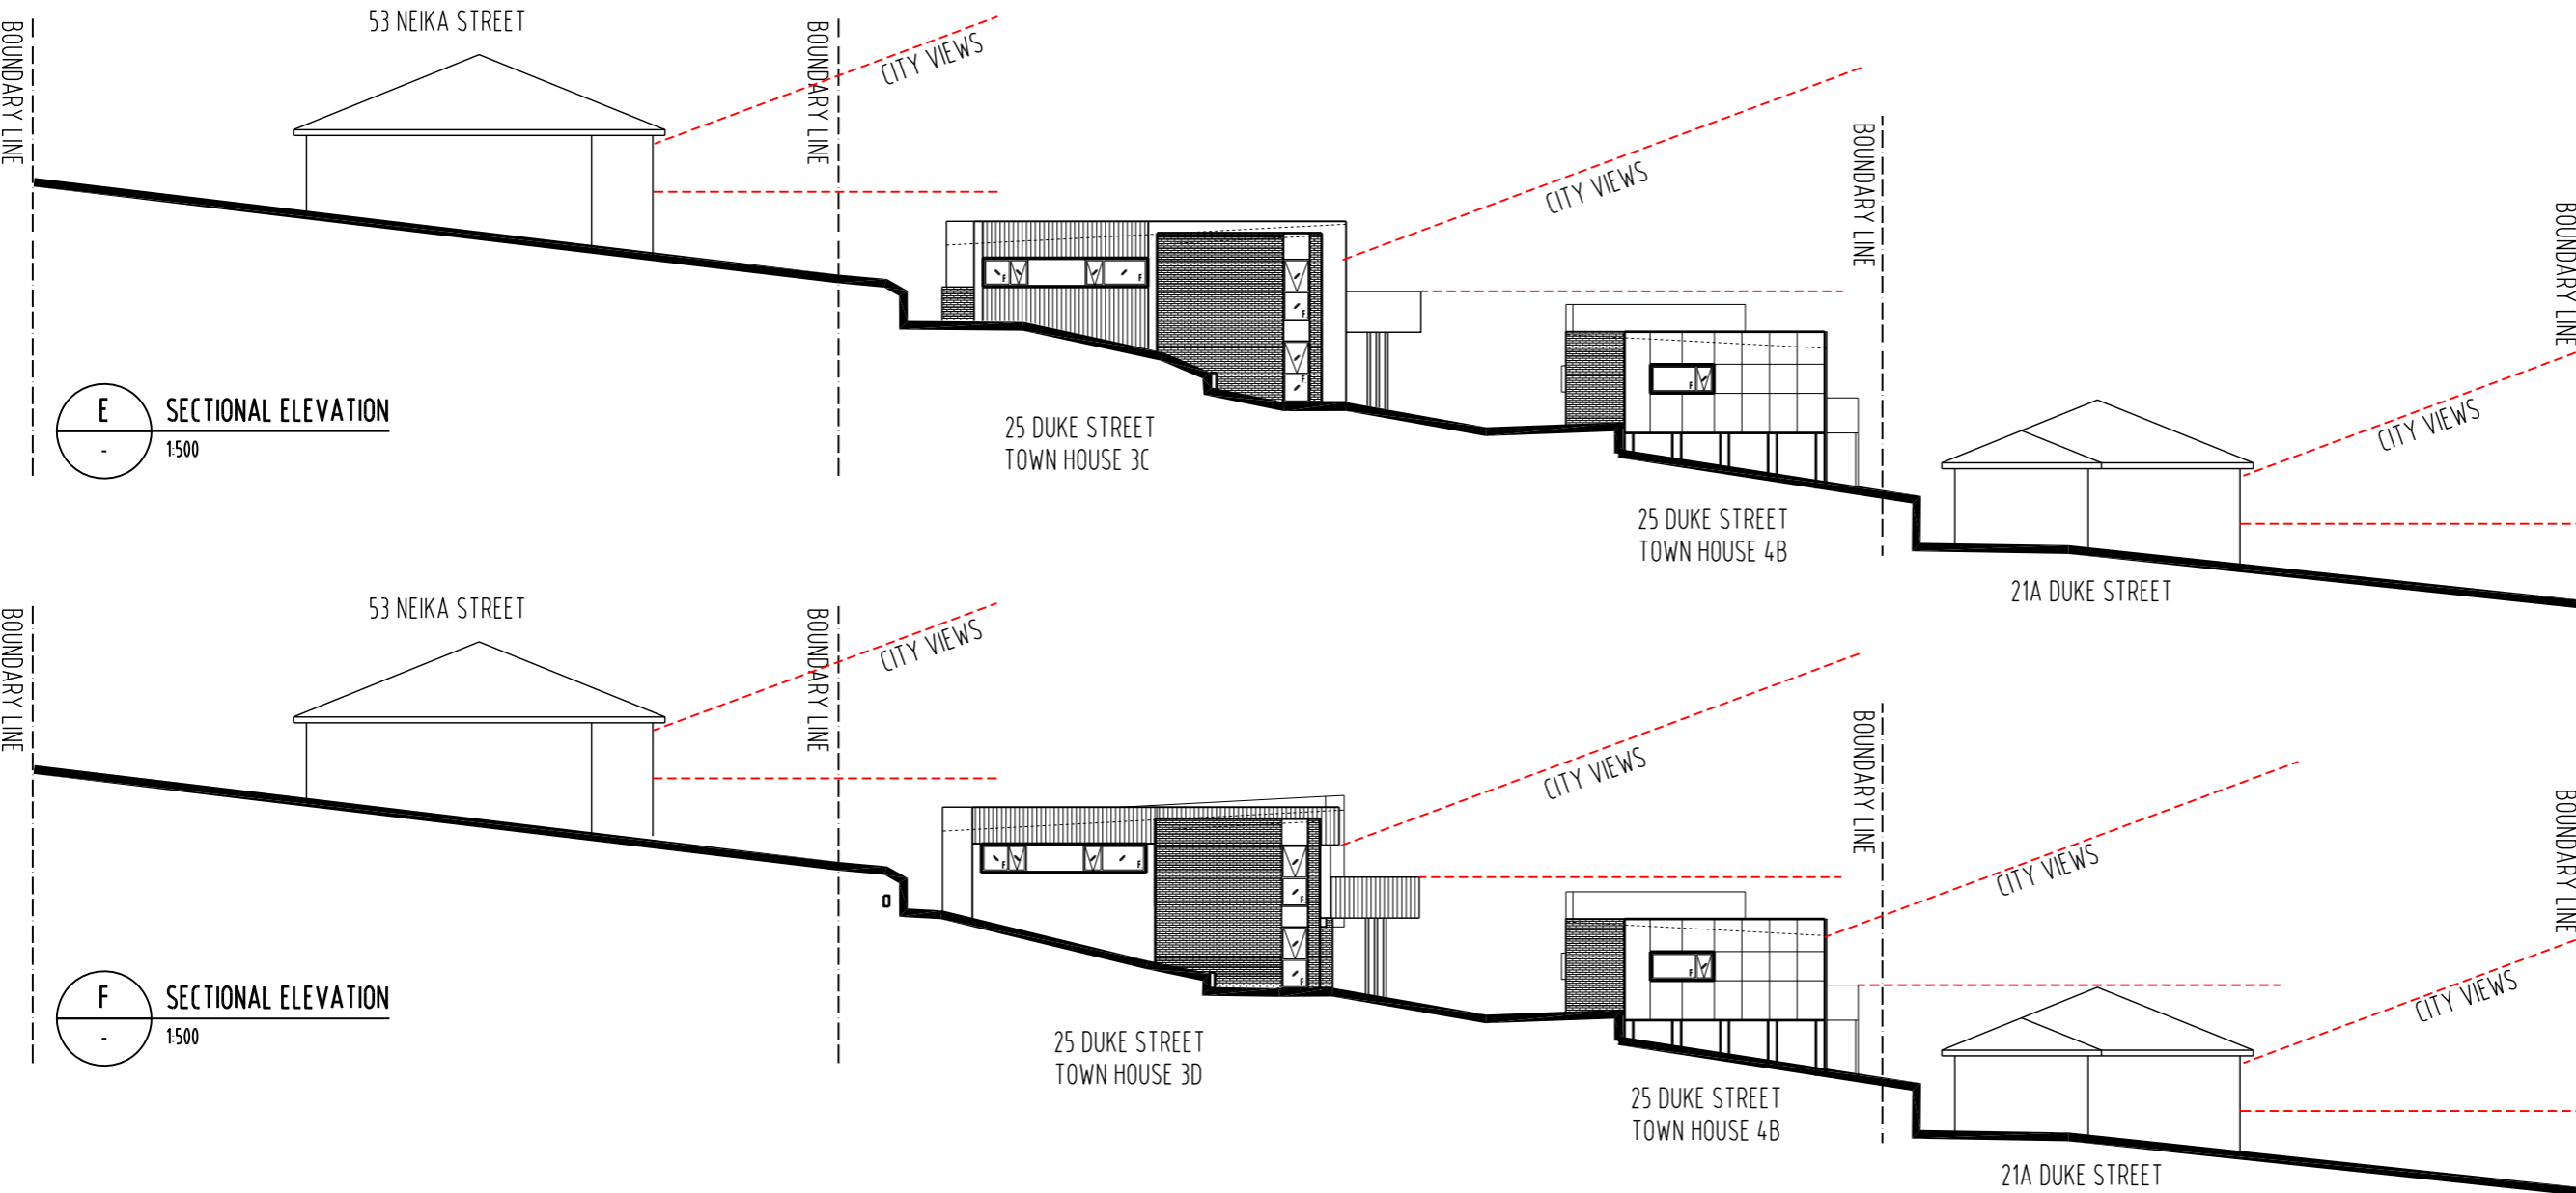 53 NEIKA STREET
BOUNDARY LINE
BOUNDARY LINE
CITY VIEWS
CITY VIEWS
BOUNDARY LINE
BOUNDARY LINE
CITY VIEWS
F
F
F
F
F
E
SECTIONAL ELEVATION
-
1:500
25 DUKE STREET
TOWN HOUSE 3C
25 DUKE STREET
TOWN HOUSE 4B
21A DUKE STREET
53 NEIKA STREET
BOUNDARY LINE
BOUNDARY LINE
CITY VIEWS
CITY VIEWS
BOUNDARY LINE
CITY VIEWS
BOUNDARY LINE
CITY VIEWS
F
F
F
F
F
F
SECTIONAL ELEVATION
-
1:500
25 DUKE STREET
TOWN HOUSE 3D
25 DUKE STREET
TOWN HOUSE 4B
21A DUKE STREET